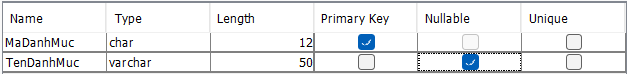 Name Type Length Primary Key Nullable Unique
MaDanhMuc char 12
TenDanhMuc varchar 50